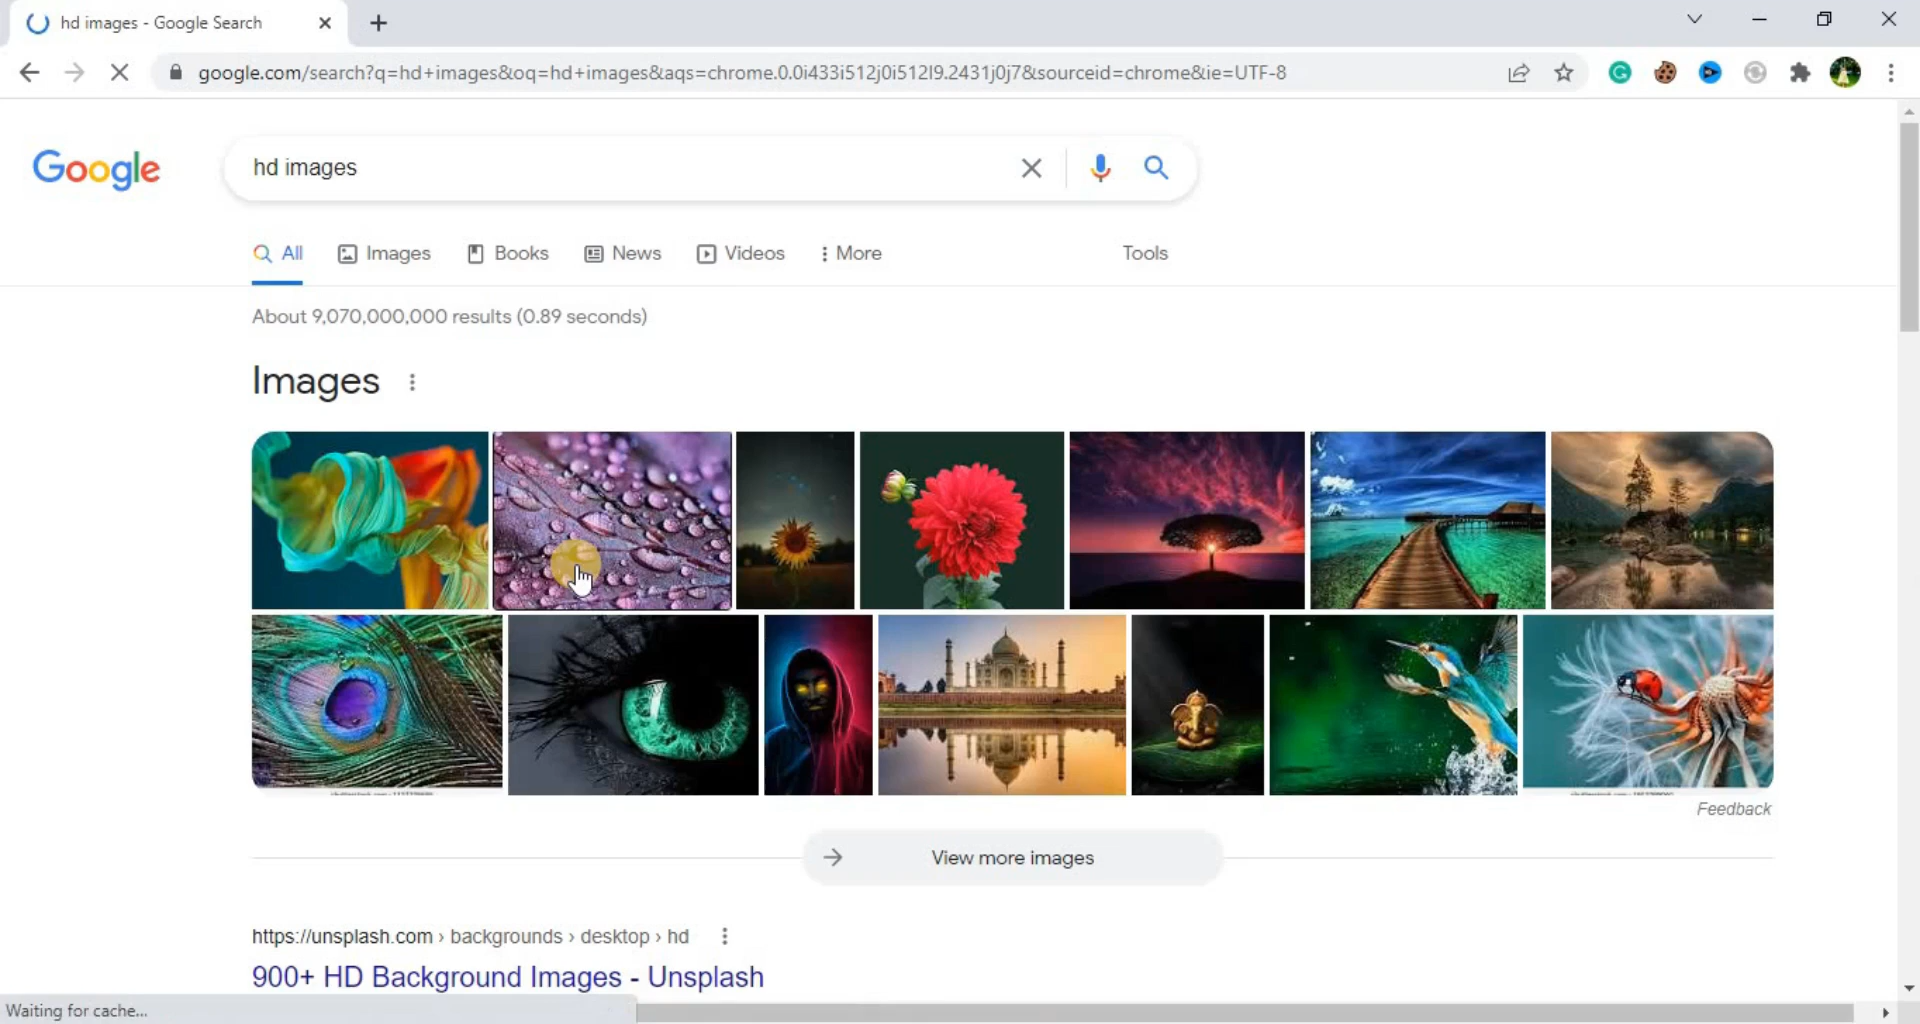 hd images - Google Search
google.com/search?q=hd+images&oq=hd+images&aqs=chrome.0.0i433i512j0i512l9.2431j0j7&sourceid=chrome&ie=UTF-8
Google
hd images
All Images Books News Videos More Tools
About 9,070,000,000 results (0.89 seconds)
Images
Feedback
View more images
https://unsplash.com › backgrounds › desktop › hd
900+ HD Background Images - Unsplash
Waiting for cache...